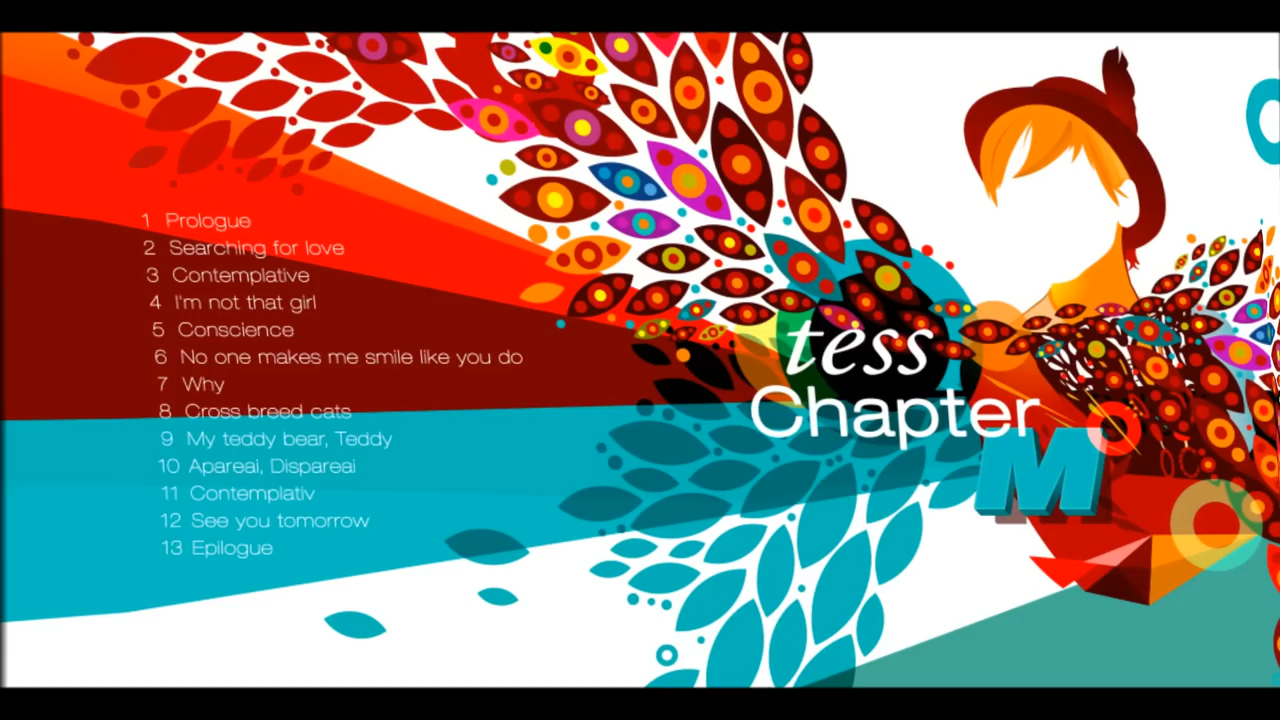 1 Prologue
2 Searching for love
3 Contemplative
4 I'm not that girl
5 Conscience
6 No one makes me smile like you do
7 Why
8 Cross breed cats
9 My teddy bear, Teddy
10 Apareai, Dispareai
11 Contemplativ
12 See you tomorrow
13 Epilogue
tess
Chapter
M